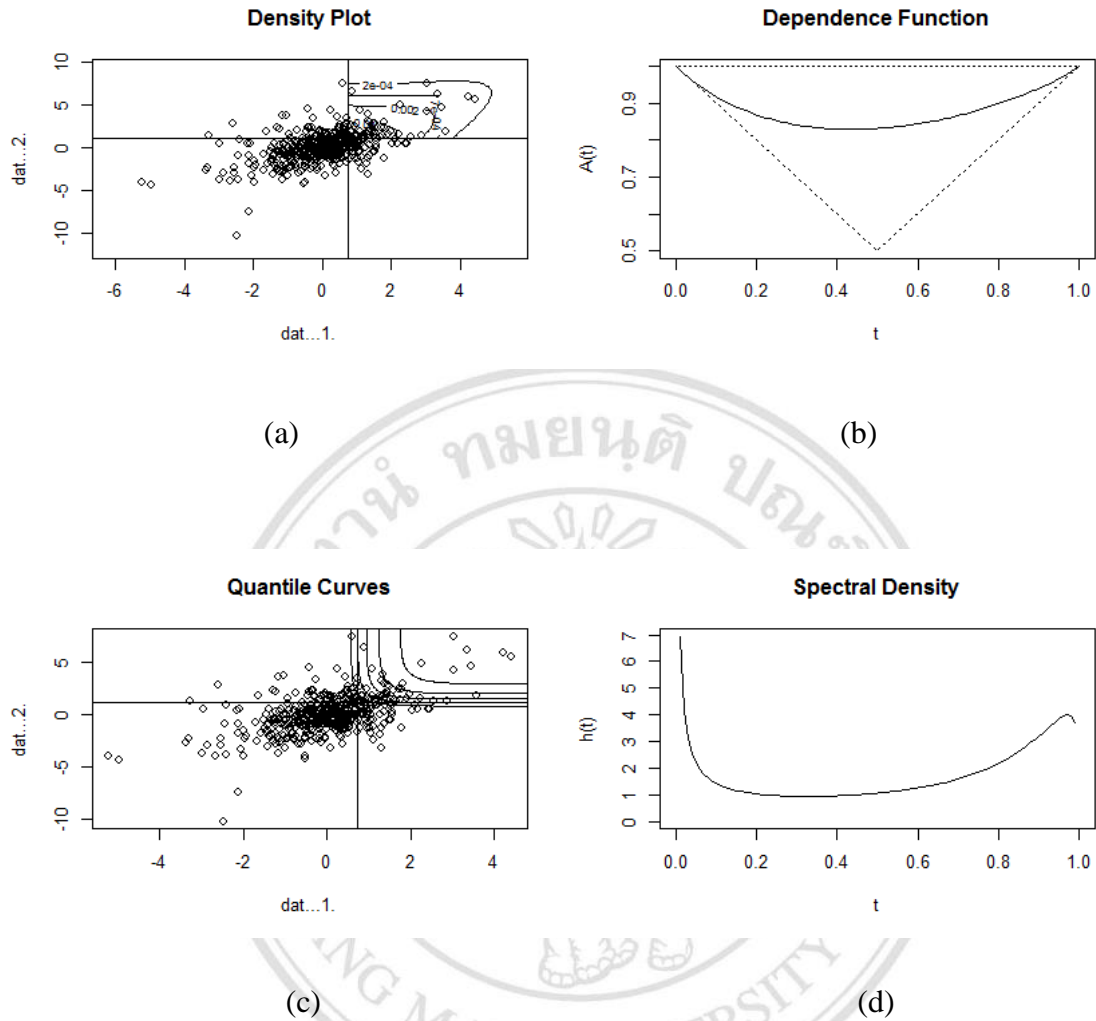 Density Plot
Dependence Function
dat...2.
10
5
0
-5
-10
2e-04
0.002
-6
-4
-2
0
2
4
dat...1.
A(t)
0.9
0.7
0.5
0.0
0.2
0.4
0.6
0.8
1.0
t
(a)
(b)
Quantile Curves
Spectral Density
dat...2.
5
0
-5
-10
-4
-2
0
2
4
dat...1.
h(t)
7
6
5
4
3
2
1
0
0.0
0.2
0.4
0.6
0.8
1.0
t
(c)
(d)